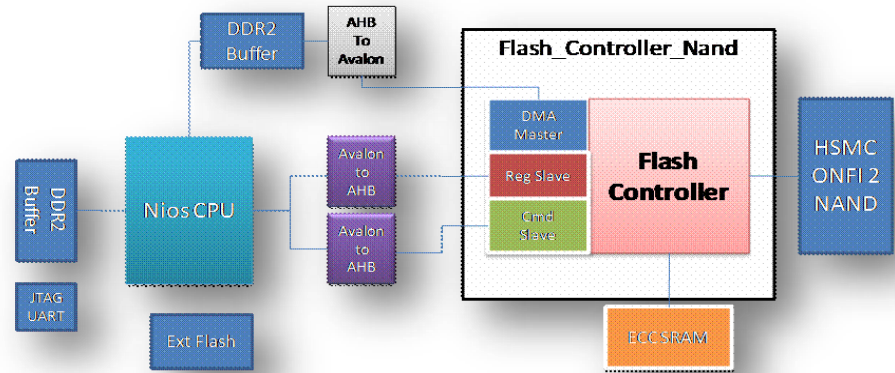 DDR2
Buffer
AHB
To
Avalon
Flash_Controller_Nand
DMA
Master
Reg Slave
Cmd
Slave
Flash
Controller
HSMC
ONFI 2
NAND
Avalon
to
AHB
Avalon
to
AHB
Nios CPU
DDR2
Buffer
JTAG
UART
Ext Flash
ECC SRAM